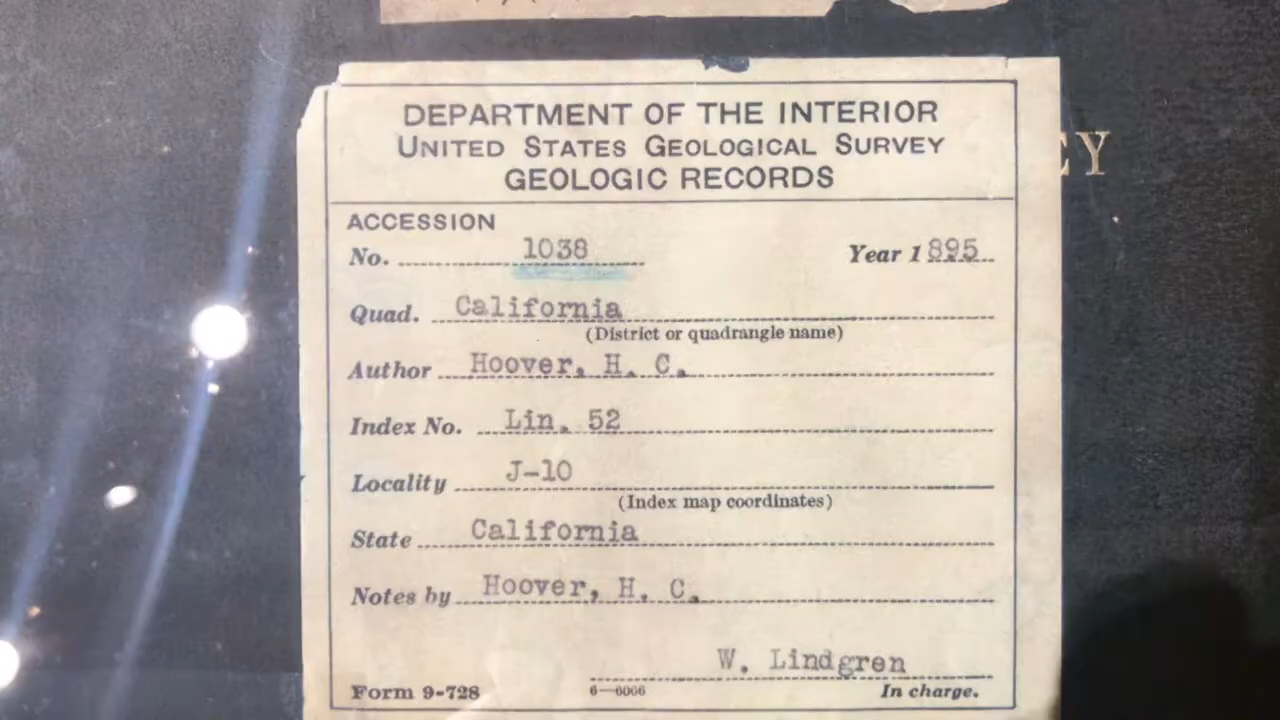 DEPARTMENT OF THE INTERIOR
UNITED STATES GEOLOGICAL SURVEY
GEOLOGIC RECORDS
EY
ACCESSION
No. 1038 Year 1895
Quad. California
(District or quadrangle name)
Author Hoover, H. C.
Index No. Lin. 52
Locality J-10
(Index map coordinates)
State California
Notes by Hoover, H. C.
W. Lindgren
Form 9-728 6—6006 In charge.